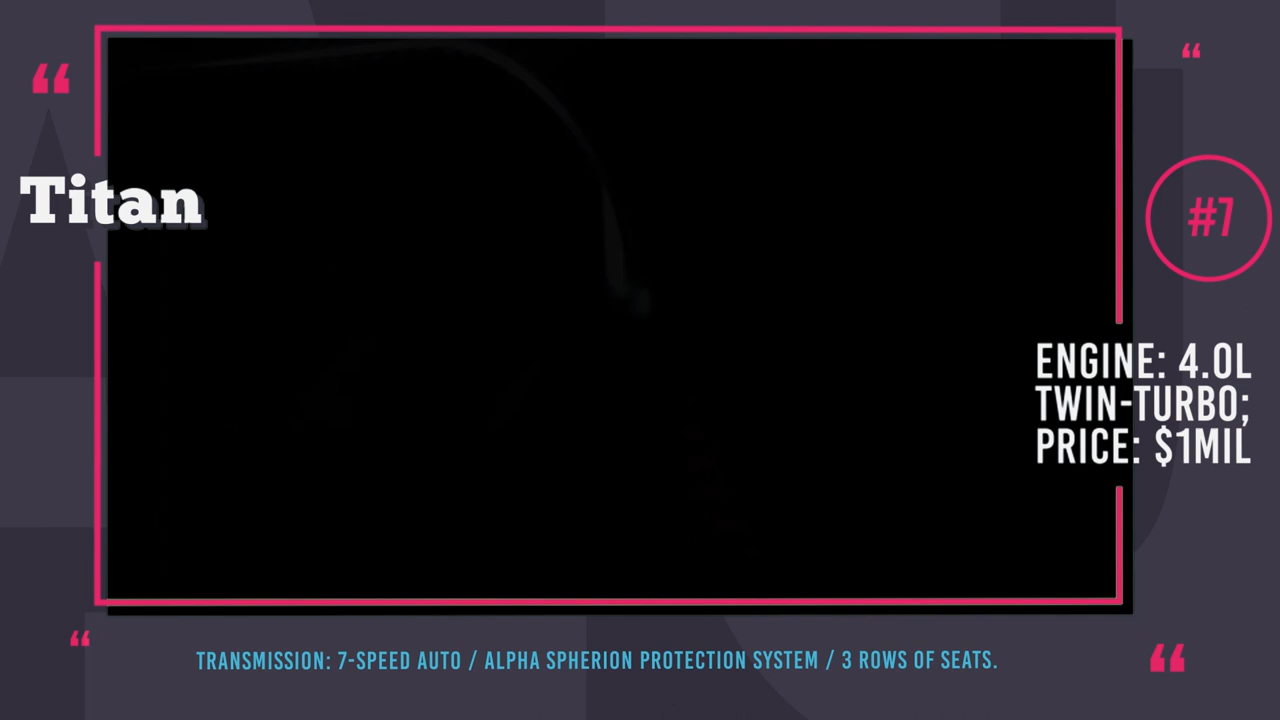 Titan
#7
ENGINE: 4.0L
TWIN-TURBO;
PRICE: $1MIL
TRANSMISSION: 7-SPEED AUTO / ALPHA SPHERION PROTECTION SYSTEM / 3 ROWS OF SEATS.